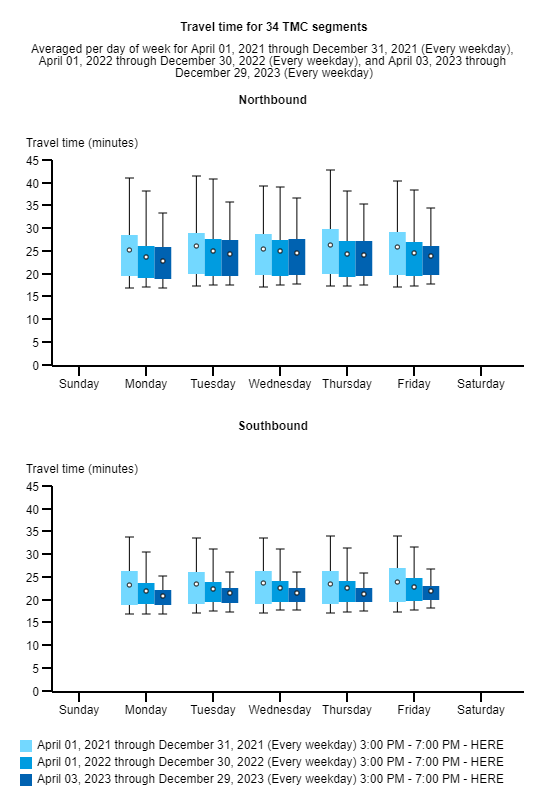 Travel time for 34 TMC segments
Averaged per day of week for April 01, 2021 through December 31, 2021 (Every weekday),
April 01, 2022 through December 30, 2022 (Every weekday), and April 03, 2023 through
December 29, 2023 (Every weekday)
Northbound
Travel time (minutes)
45
40
35
30
25
20
15
10
5
0
Sunday Monday Tuesday Wednesday Thursday Friday Saturday
Southbound
Travel time (minutes)
45
40
35
30
25
20
15
10
5
0
Sunday Monday Tuesday Wednesday Thursday Friday Saturday
April 01, 2021 through December 31, 2021 (Every weekday) 3:00 PM - 7:00 PM - HERE
April 01, 2022 through December 30, 2022 (Every weekday) 3:00 PM - 7:00 PM - HERE
April 03, 2023 through December 29, 2023 (Every weekday) 3:00 PM - 7:00 PM - HERE